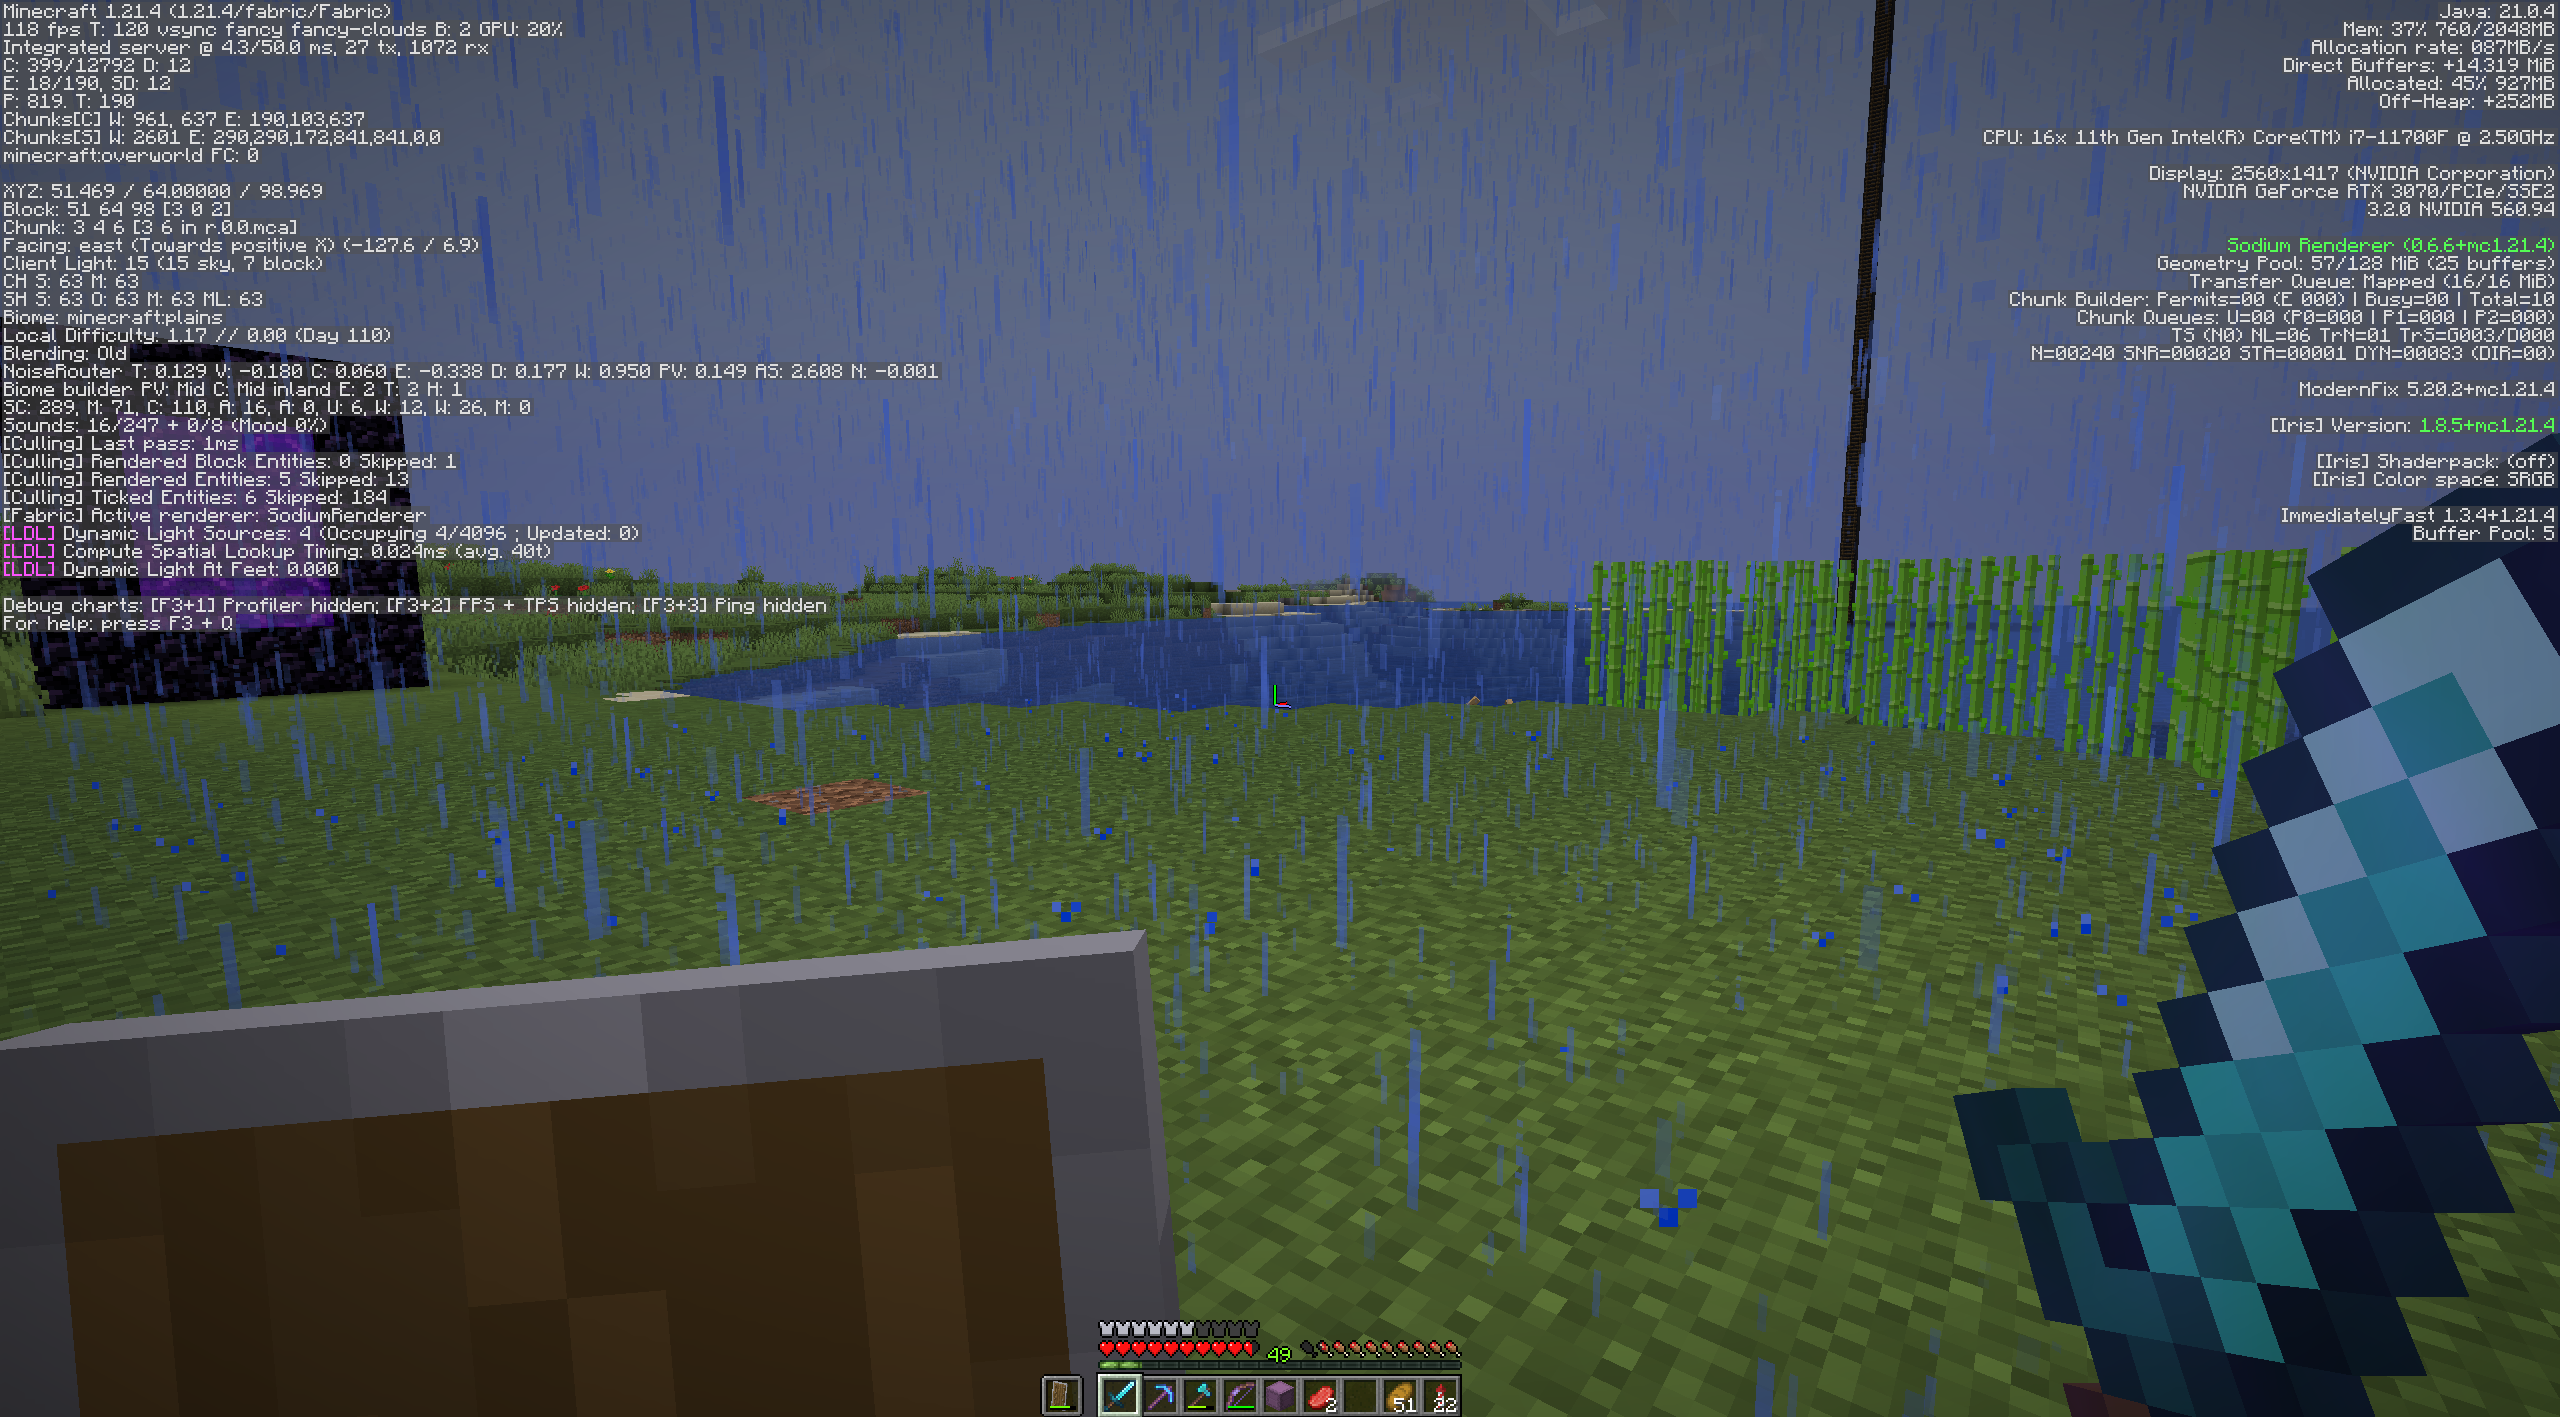 Minecraft 1.21.4 (1.21.4/fabric/Fabric)
118 fps T: 120 vsync fancy fancy-clouds B: 2 GPU: 20%
Integrated server @ 4.3/50.0 ms, 27 tx, 1072 rx
C: 399/12792 D: 12
E: 18/190, SD: 12
P: 819. T: 190
Chunks[C] W: 961, 637 E: 190,103,637
Chunks[S] W: 2601 E: 290,290,172,841,841,0,0
minecraft:overworld FC: 0
XYZ: 51.469 / 64.00000 / 98.969
Block: 51 64 98 [3 0 2]
Chunk: 3 4 6 [3 6 in r.0.0.mca]
Facing: east (Towards positive X) (-127.6 / 6.9)
Client Light: 15 (15 sky, 7 block)
CH S: 63 M: 63
SH S: 63 O: 63 M: 63 ML: 63
Biome: minecraft:plains
Local Difficulty: 1.17 // 0.00 (Day 110)
Blending: Old
NoiseRouter T: 0.129 V: -0.180 C: 0.060 E: -0.338 D: 0.177 W: 0.950 PV: 0.149 AS: 2.608 N: -0.001
Biome builder PV: Mid C: Mid inland E: 2 T: 2 H: 1
SC: 289, M: 71, C: 110, A: 16, A: 0, U: 6, W: 12, W: 26, M: 0
Sounds: 16/247 + 0/8 (Mood 0%)
[Culling] Last pass: 1ms
[Culling] Rendered Block Entities: 0 Skipped: 1
[Culling] Rendered Entities: 5 Skipped: 13
[Culling] Ticked Entities: 6 Skipped: 184
[Fabric] Active renderer: SodiumRenderer
[LDL] Dynamic Light Sources: 4 (Occupying 4/4096 ; Updated: 0)
[LDL] Compute Spatial Lookup Timing: 0.024ms (avg. 40t)
[LDL] Dynamic Light At Feet: 0.000
Debug charts: [F3+1] Profiler hidden; [F3+2] FPS + TPS hidden; [F3+3] Ping hidden
For help: press F3 + Q
Java: 21.0.4
Mem: 37% 760/2048MB
Allocation rate: 087MB/s
Direct Buffers: +14.319 MiB
Allocated: 45% 927MB
Off-Heap: +252MB
CPU: 16x 11th Gen Intel(R) Core(TM) i7-11700F @ 2.50GHz
Display: 2560x1417 (NVIDIA Corporation)
NVIDIA GeForce RTX 3070/PCIe/SSE2
3.2.0 NVIDIA 560.94
Sodium Renderer (0.6.6+mc1.21.4)
Geometry Pool: 57/128 MiB (25 buffers)
Transfer Queue: Mapped (16/16 MiB)
Chunk Builder: Permits=00 (E 000) | Busy=00 | Total=10
Chunk Queues: U=00 (P0=000 | P1=000 | P2=000)
TS (N0) NL=06 TrN=01 TrS=G003/D000
N=00240 SNR=00020 STA=00001 DYN=00083 (DIR=00)
ModernFix 5.20.2+mc1.21.4
[Iris] Version: 1.8.5+mc1.21.4
[Iris] Shaderpack: (off)
[Iris] Color space: SRGB
ImmediatelyFast 1.3.4+1.21.4
Buffer Pool: 5
49
2 51 22